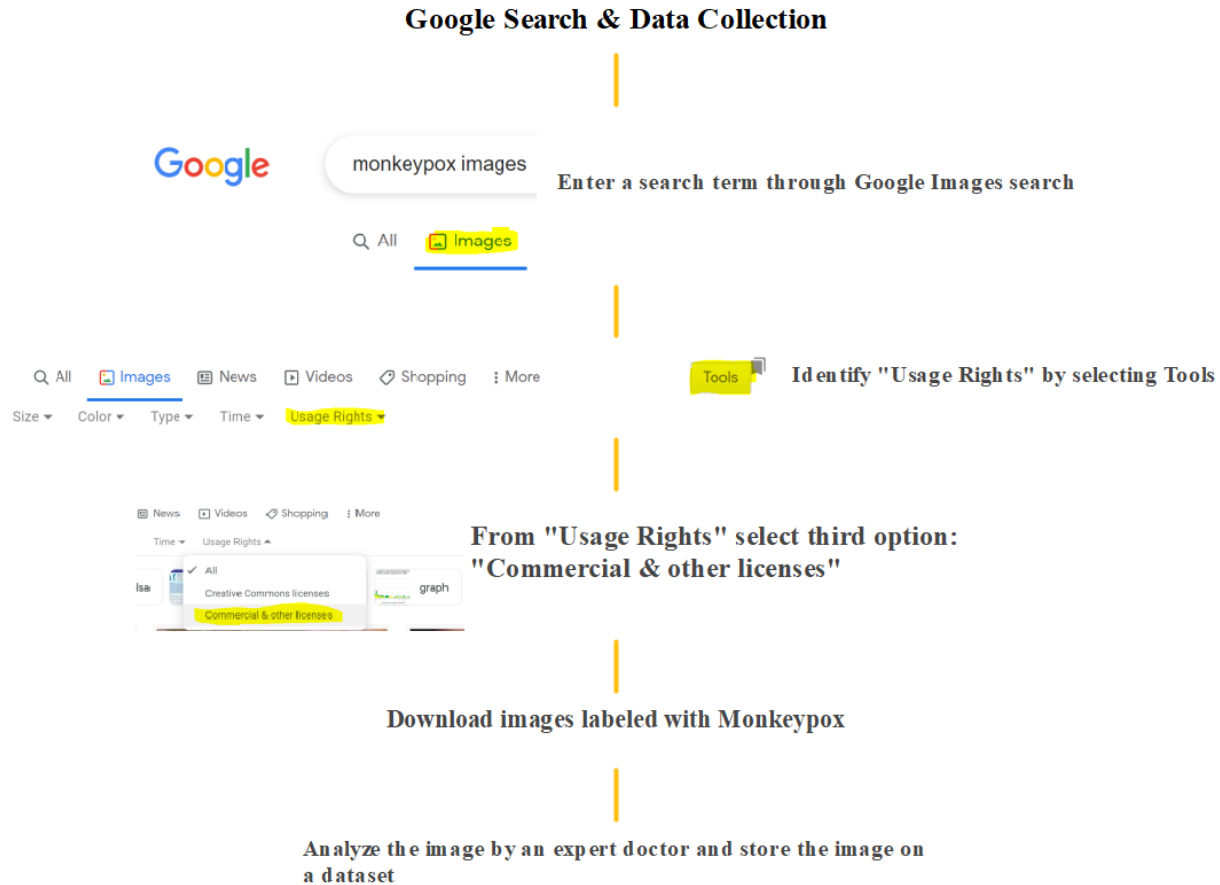 Google Search & Data Collection
Google
monkeypox images
Enter a search term through Google Images search
All Images
All Images News Videos Shopping More
Tools
Identify "Usage Rights" by selecting Tools
Size Color Type Time Usage Rights
News Videos Shopping More
Time Usage Rights
All
graph
Creative Commons licenses
Commercial & other licenses
From "Usage Rights" select third option:
"Commercial & other licenses"
Download images labeled with Monkeypox
Analyze the image by an expert doctor and store the image on
a dataset